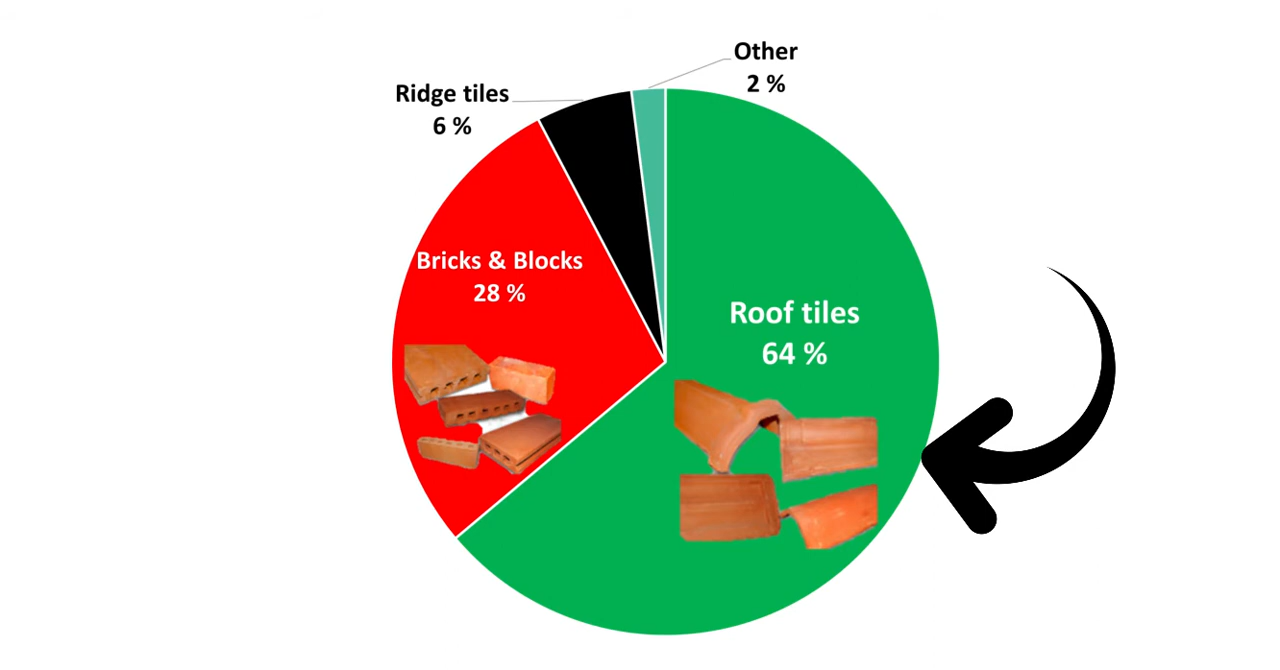 Other
2 %
Ridge tiles
6 %
Bricks & Blocks
28 %
Roof tiles
64 %